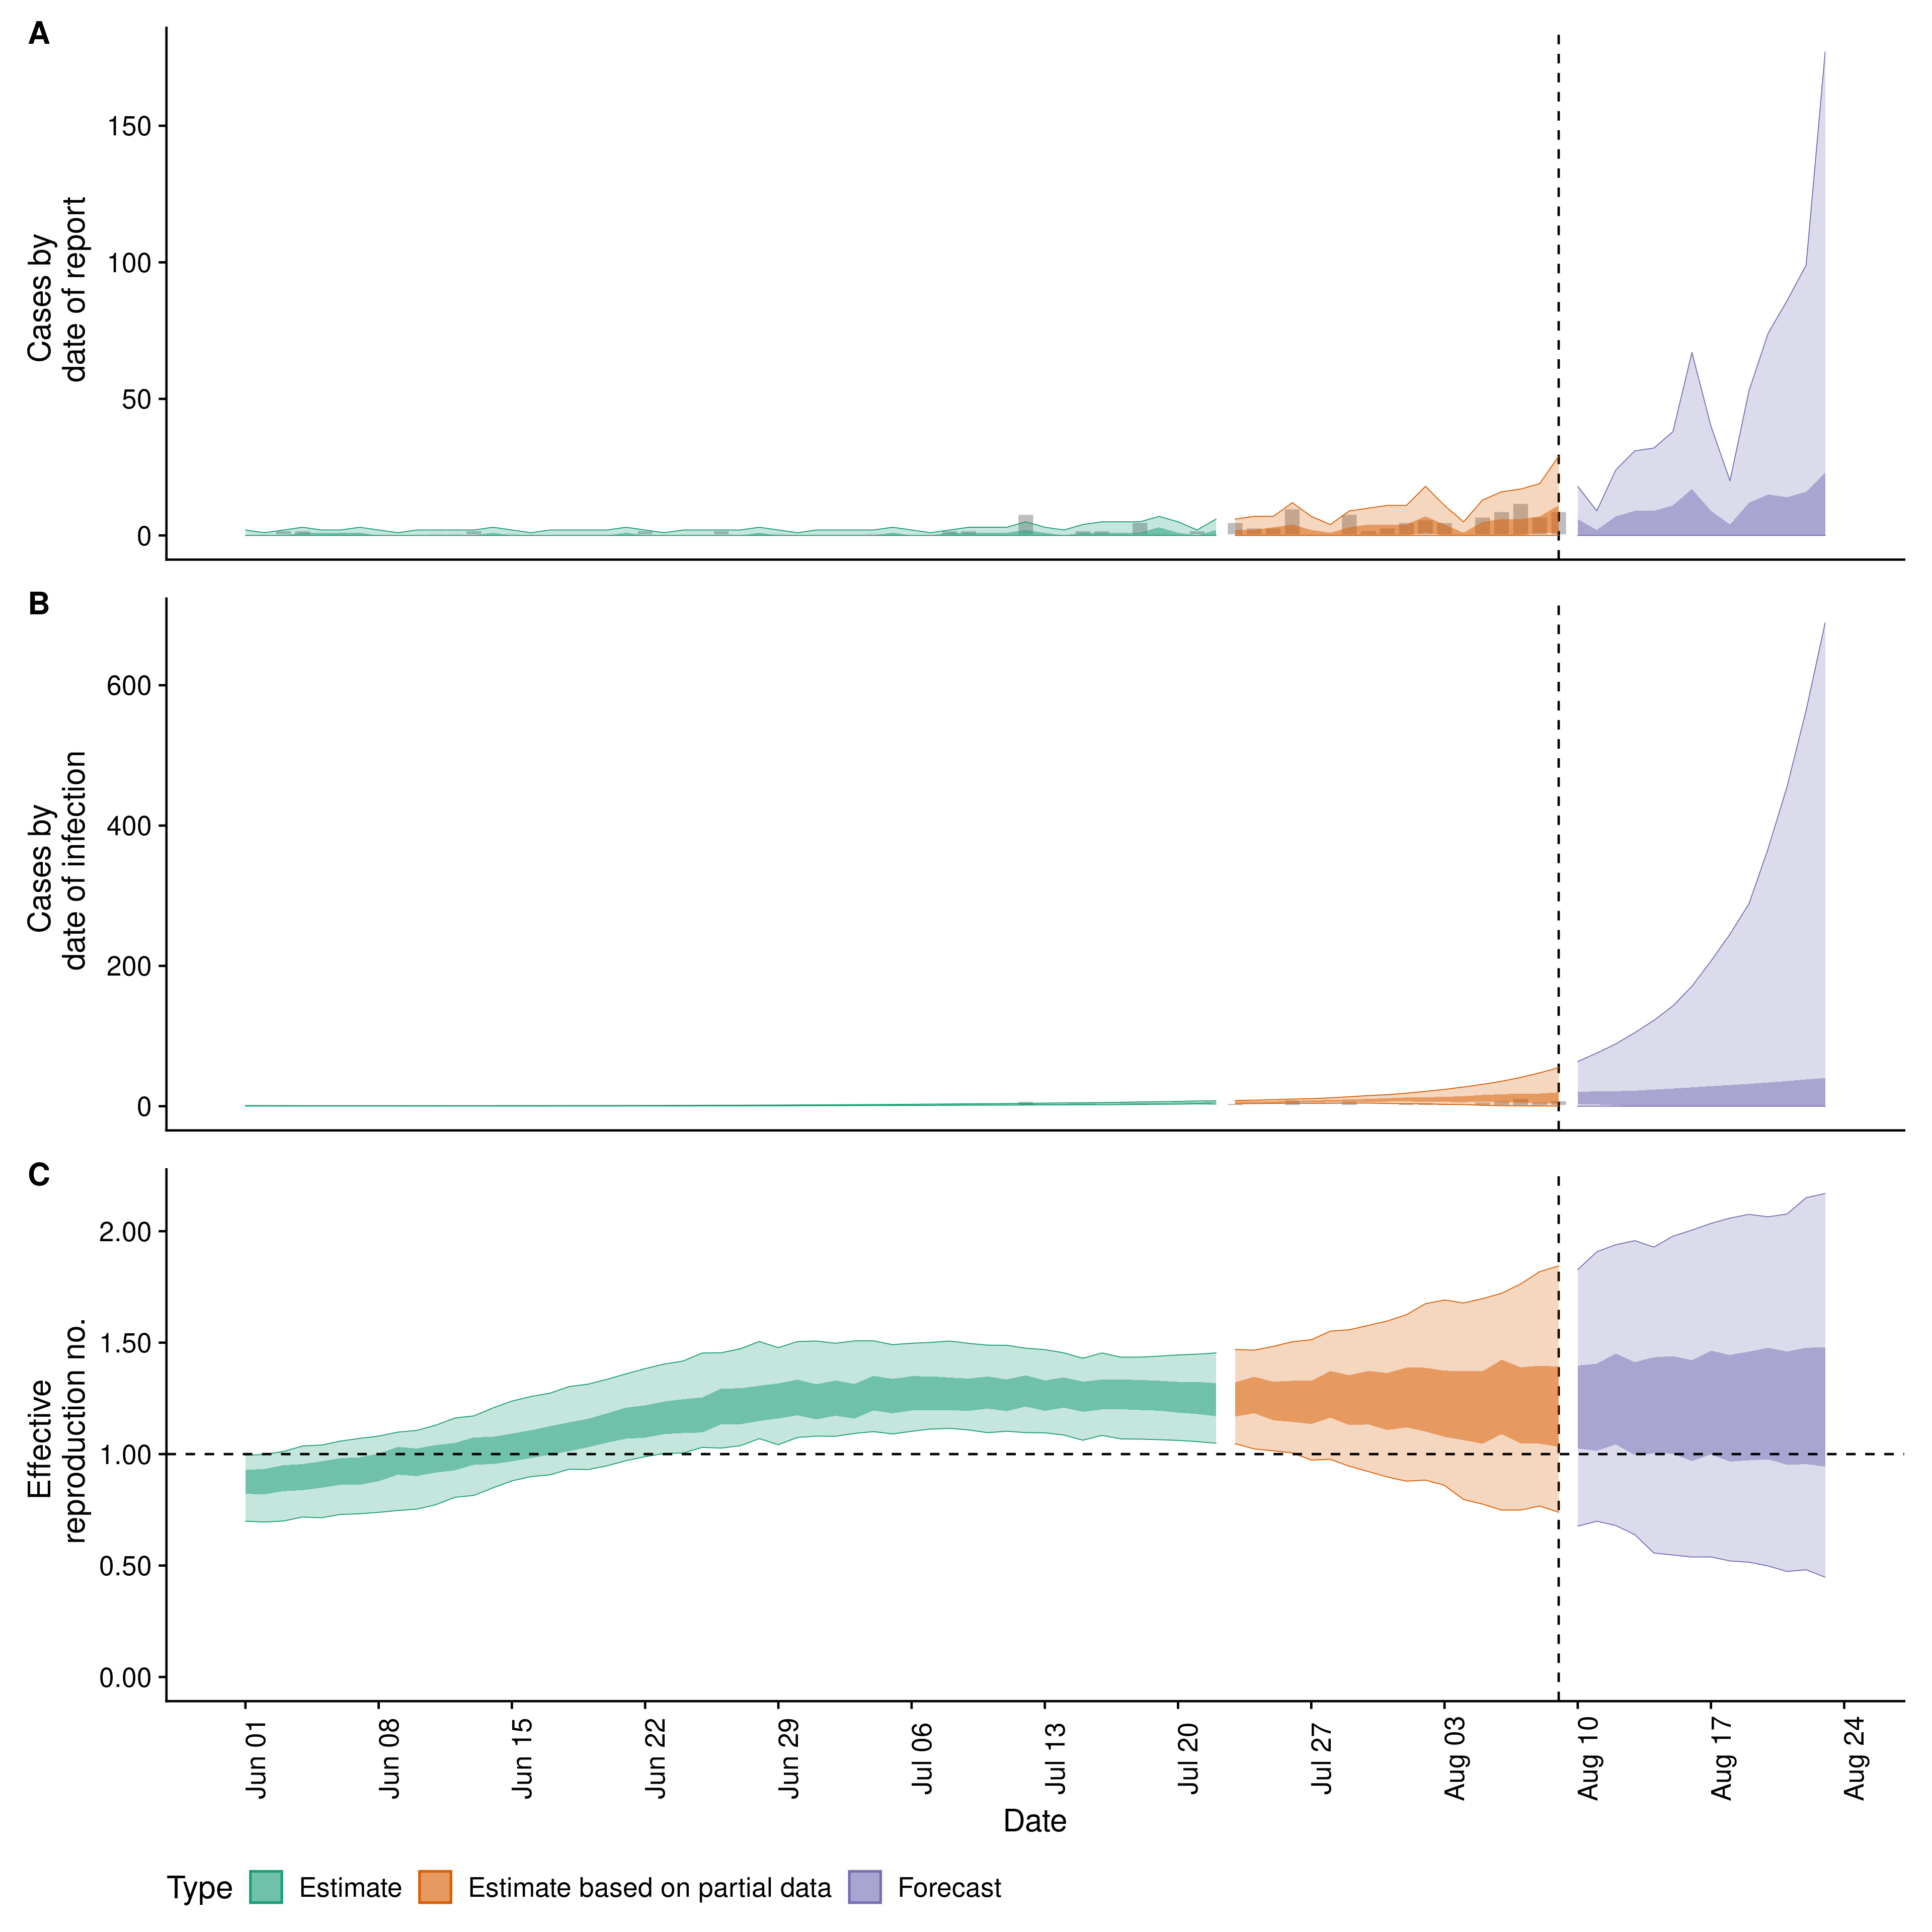 A
Cases by
date of report
150
100
50
0
B
Cases by
date of infection
600
400
200
0
C
Effective
reproduction no.
2.00
1.50
1.00
0.50
0.00
Jun 01
Jun 08
Jun 15
Jun 22
Jun 29
Jul 06
Jul 13
Jul 20
Jul 27
Aug 03
Aug 10
Aug 17
Aug 24
Date
Type Estimate Estimate based on partial data Forecast